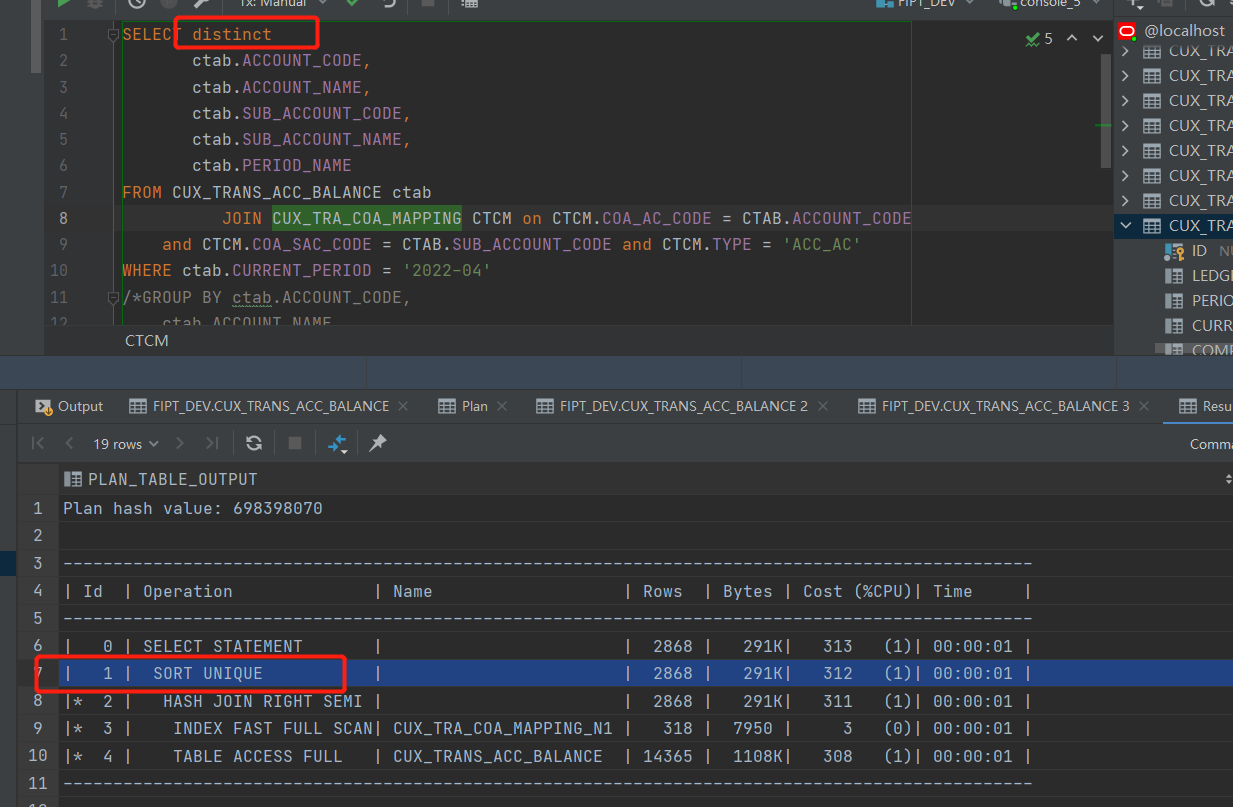 Tx: Manual
FIPT_DEV
console_5
1 SELECT distinct
2 ctab.ACCOUNT_CODE,
3 ctab.ACCOUNT_NAME,
4 ctab.SUB_ACCOUNT_CODE,
5 ctab.SUB_ACCOUNT_NAME,
6 ctab.PERIOD_NAME
7 FROM CUX_TRANS_ACC_BALANCE ctab
8 JOIN CUX_TRA_COA_MAPPING CTCM on CTCM.COA_AC_CODE = CTAB.ACCOUNT_CODE
9 and CTCM.COA_SAC_CODE = CTAB.SUB_ACCOUNT_CODE and CTCM.TYPE = 'ACC_AC'
10 WHERE ctab.CURRENT_PERIOD = '2022-04'
11 /*GROUP BY ctab.ACCOUNT_CODE,
12 ctab.ACCOUNT_NAME
5
CTCM
@localhost
CUX_TRA
CUX_TRA
CUX_TRA
CUX_TRA
CUX_TRA
CUX_TRA
CUX_TRA
CUX_TRA
ID NU
LEDGE
PERIO
CURR
COMP
Output FIPT_DEV.CUX_TRANS_ACC_BALANCE Plan FIPT_DEV.CUX_TRANS_ACC_BALANCE 2 FIPT_DEV.CUX_TRANS_ACC_BALANCE 3 Resu
19 rows Comma
PLAN_TABLE_OUTPUT
1 Plan hash value: 698398070
2
3 -------------------------------------------------------------------------------------------------
4 | Id | Operation | Name | Rows | Bytes | Cost (%CPU)| Time |
5 -------------------------------------------------------------------------------------------------
6 | 0 | SELECT STATEMENT | | 2868 | 291K| 313 (1)| 00:00:01 |
7 | 1 | SORT UNIQUE | | 2868 | 291K| 312 (1)| 00:00:01 |
8 |* 2 | HASH JOIN RIGHT SEMI | | 2868 | 291K| 311 (1)| 00:00:01 |
9 |* 3 | INDEX FAST FULL SCAN| CUX_TRA_COA_MAPPING_N1 | 318 | 7950 | 3 (0)| 00:00:01 |
10 |* 4 | TABLE ACCESS FULL | CUX_TRANS_ACC_BALANCE | 14365 | 1108K| 308 (1)| 00:00:01 |
11 -------------------------------------------------------------------------------------------------